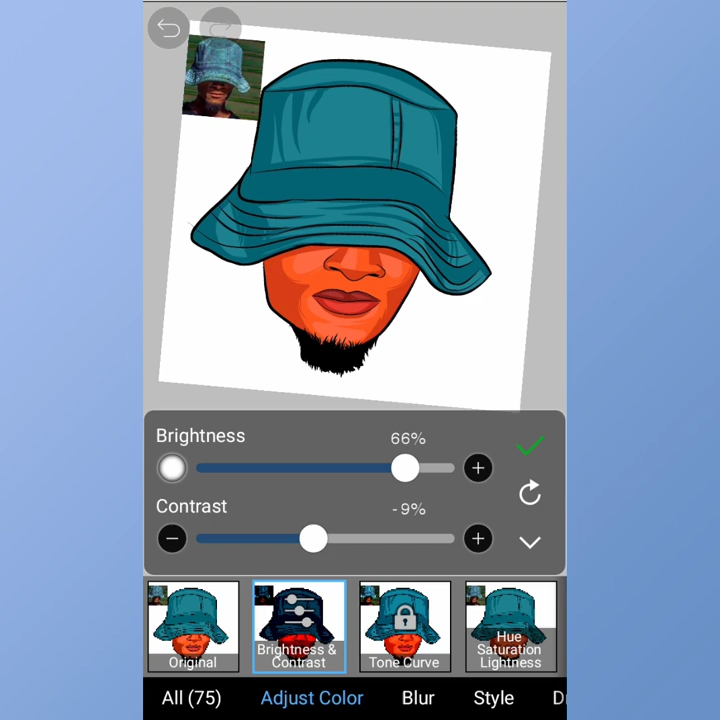 Brightness
66%
Contrast
-9%
Original
Brightness &
Contrast
Tone Curve
Hue
Saturation
Lightness
All (75)
Adjust Color
Blur
Style